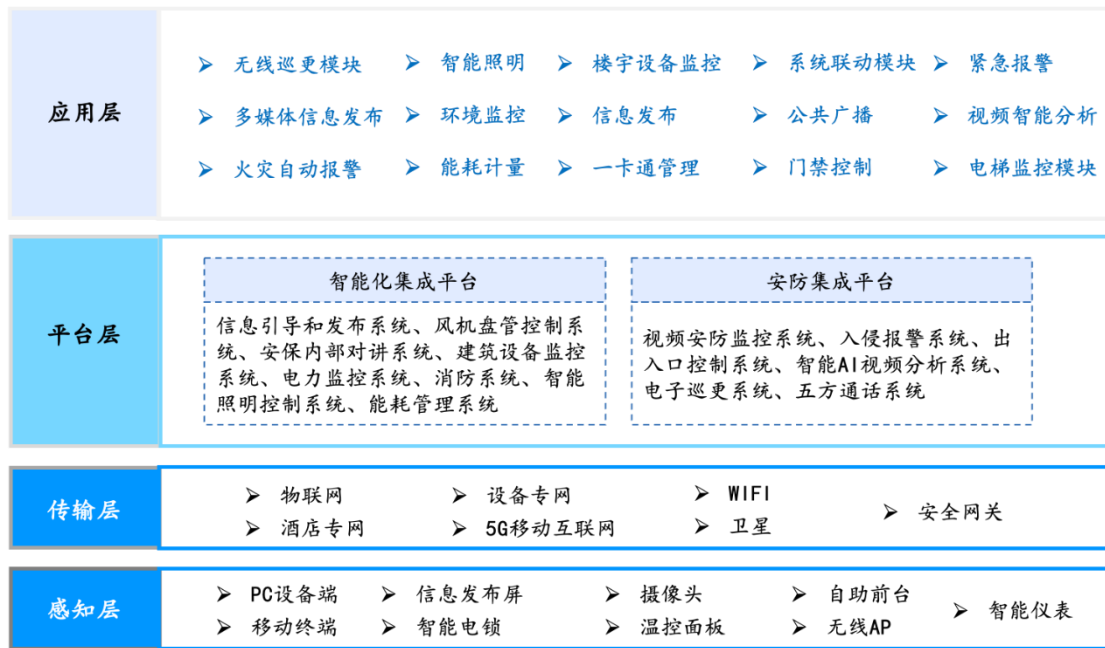 应用层
➢ 无线巡更模块 ➢ 智能照明 ➢ 楼宇设备监控 ➢ 系统联动模块 ➢ 紧急报警
➢ 多媒体信息发布 ➢ 环境监控 ➢ 信息发布 ➢ 公共广播 ➢ 视频智能分析
➢ 火灾自动报警 ➢ 能耗计量 ➢ 一卡通管理 ➢ 门禁控制 ➢ 电梯监控模块
平台层
智能化集成平台
信息引导和发布系统、风机盘管控制系
统、安保内部对讲系统、建筑设备监控
系统、电力监控系统、消防系统、智能
照明控制系统、能耗管理系统
安防集成平台
视频安防监控系统、入侵报警系统、出
入口控制系统、智能AI视频分析系统、
电子巡更系统、五方通话系统
传输层
➢ 物联网 ➢ 设备专网 ➢ WIFI ➢ 安全网关
➢ 酒店专网 ➢ 5G移动互联网 ➢ 卫星
感知层
➢ PC设备端 ➢ 信息发布屏 ➢ 摄像头 ➢ 自助前台 ➢ 智能仪表
➢ 移动终端 ➢ 智能电锁 ➢ 温控面板 ➢ 无线AP